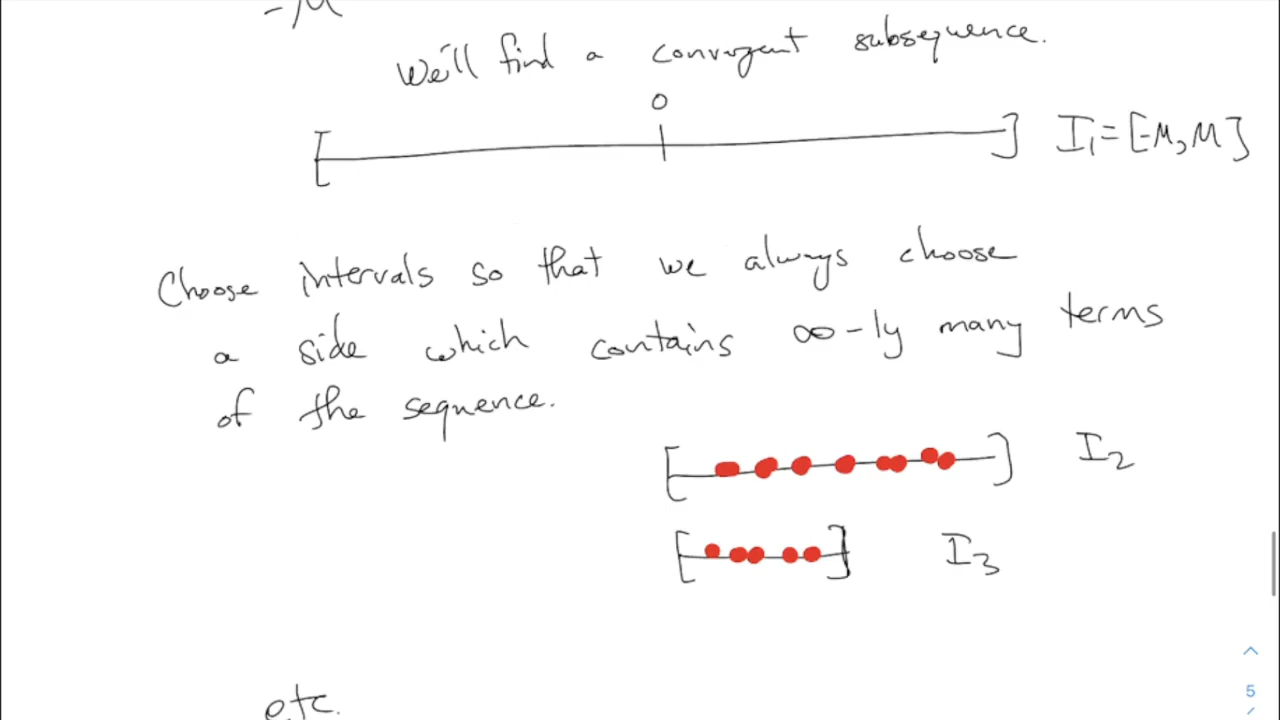 -M
We'll find a convergent subsequence.
0
[ ] I₁ = [-M, M]
Choose intervals so that we always choose
a side which contains ∞-ly many terms
of the sequence.
[ ] I₂
[ ] I₃
etc.
5